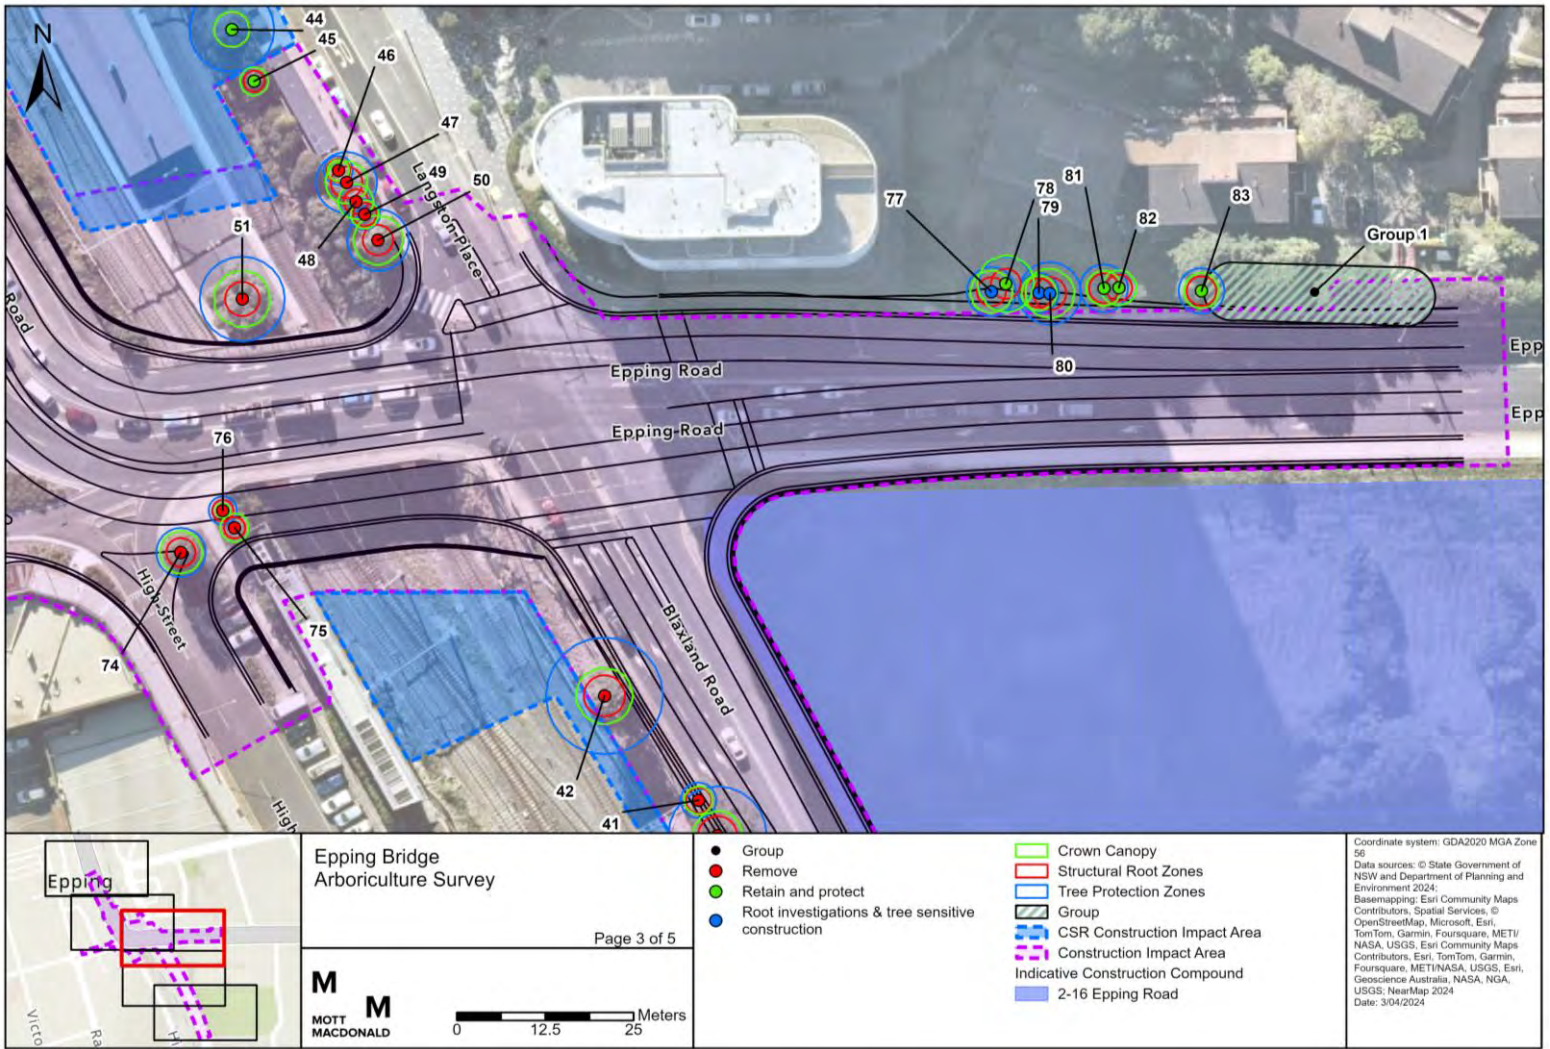 N
44
45
46
47
49
50
51
48
Langston Place
77
78
79
81
82
83
Group 1
80
Road
Epping Road
Epp
Epping Road
Epp
76
High Street
74
75
Blaxland Road
42
41
High
Epping
Victo
Ra
Hi
Epping Bridge
Arboriculture Survey
Page 3 of 5
M
M
MOTT
MACDONALD
Meters
0 12.5 25
Group
Remove
Retain and protect
Root investigations & tree sensitive
construction
Crown Canopy
Structural Root Zones
Tree Protection Zones
Group
CSR Construction Impact Area
Construction Impact Area
Indicative Construction Compound
2-16 Epping Road
Coordinate system: GDA2020 MGA Zone
56
Data sources: © State Government of
NSW and Department of Planning and
Environment 2024;
Basemapping: Esri Community Maps
Contributors, Spatial Services, ©
OpenStreetMap, Microsoft, Esri,
TomTom, Garmin, Foursquare, METI/
NASA, USGS, Esri Community Maps
Contributors, Esri, TomTom, Garmin,
Foursquare, METI/NASA, USGS, Esri,
Geoscience Australia, NASA, NGA,
USGS; NearMap 2024
Date: 3/04/2024